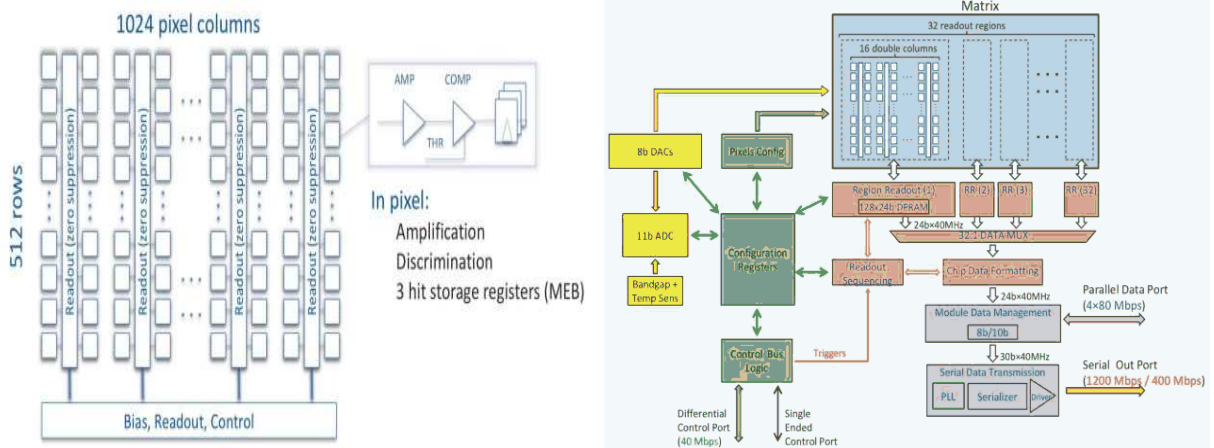 1024 pixel columns
512 rows
Readout (zero suppression)
Readout (zero suppression)
Readout (zero suppression)
Readout (zero suppression)
Bias, Readout, Control
AMP
COMP
THR
In pixel:
Amplification
Discrimination
3 hit storage registers (MEB)
Matrix
32 readout regions
16 double columns
8b DACs
Pixels Config
11b ADC
Bandgap +
Temp Sens
Configuration
Registers
Region Readout (1)
128x24b DPRAM
RR (2)
RR (3)
RR (32)
24b×40MHz
32:1 DATA MUX
Readout
Sequencing
Chip Data Formatting
24b×40MHz
Module Data Management
8b/10b
Parallel Data Port
(4×80 Mbps)
30b×40MHz
Control Bus
Logic
Triggers
Serial Data Transmission
PLL
Serializer
Driver
Serial Out Port
(1200 Mbps / 400 Mbps)
Differential
Control Port
(40 Mbps)
Single
Ended
Control Port